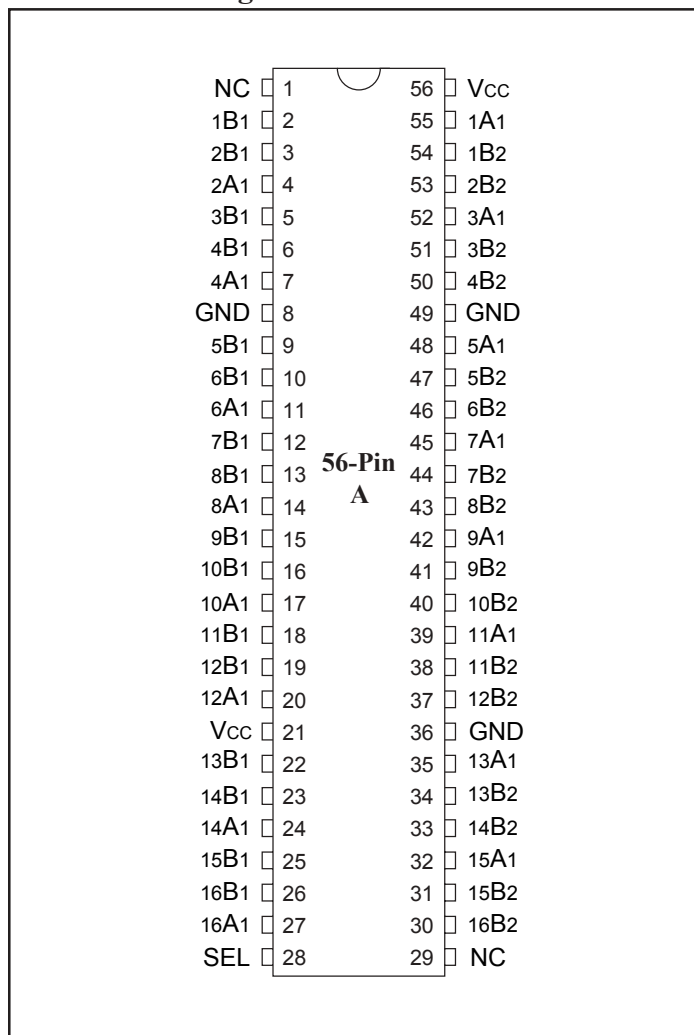 NC 1 56 Vcc
1B1 2 55 1A1
2B1 3 54 1B2
2A1 4 53 2B2
3B1 5 52 3A1
4B1 6 51 3B2
4A1 7 50 4B2
GND 8 49 GND
5B1 9 48 5A1
6B1 10 47 5B2
6A1 11 46 6B2
7B1 12 45 7A1
56-Pin
8B1 13 44 7B2
A
8A1 14 43 8B2
9B1 15 42 9A1
10B1 16 41 9B2
10A1 17 40 10B2
11B1 18 39 11A1
12B1 19 38 11B2
12A1 20 37 12B2
Vcc 21 36 GND
13B1 22 35 13A1
14B1 23 34 13B2
14A1 24 33 14B2
15B1 25 32 15A1
16B1 26 31 15B2
16A1 27 30 16B2
SEL 28 29 NC